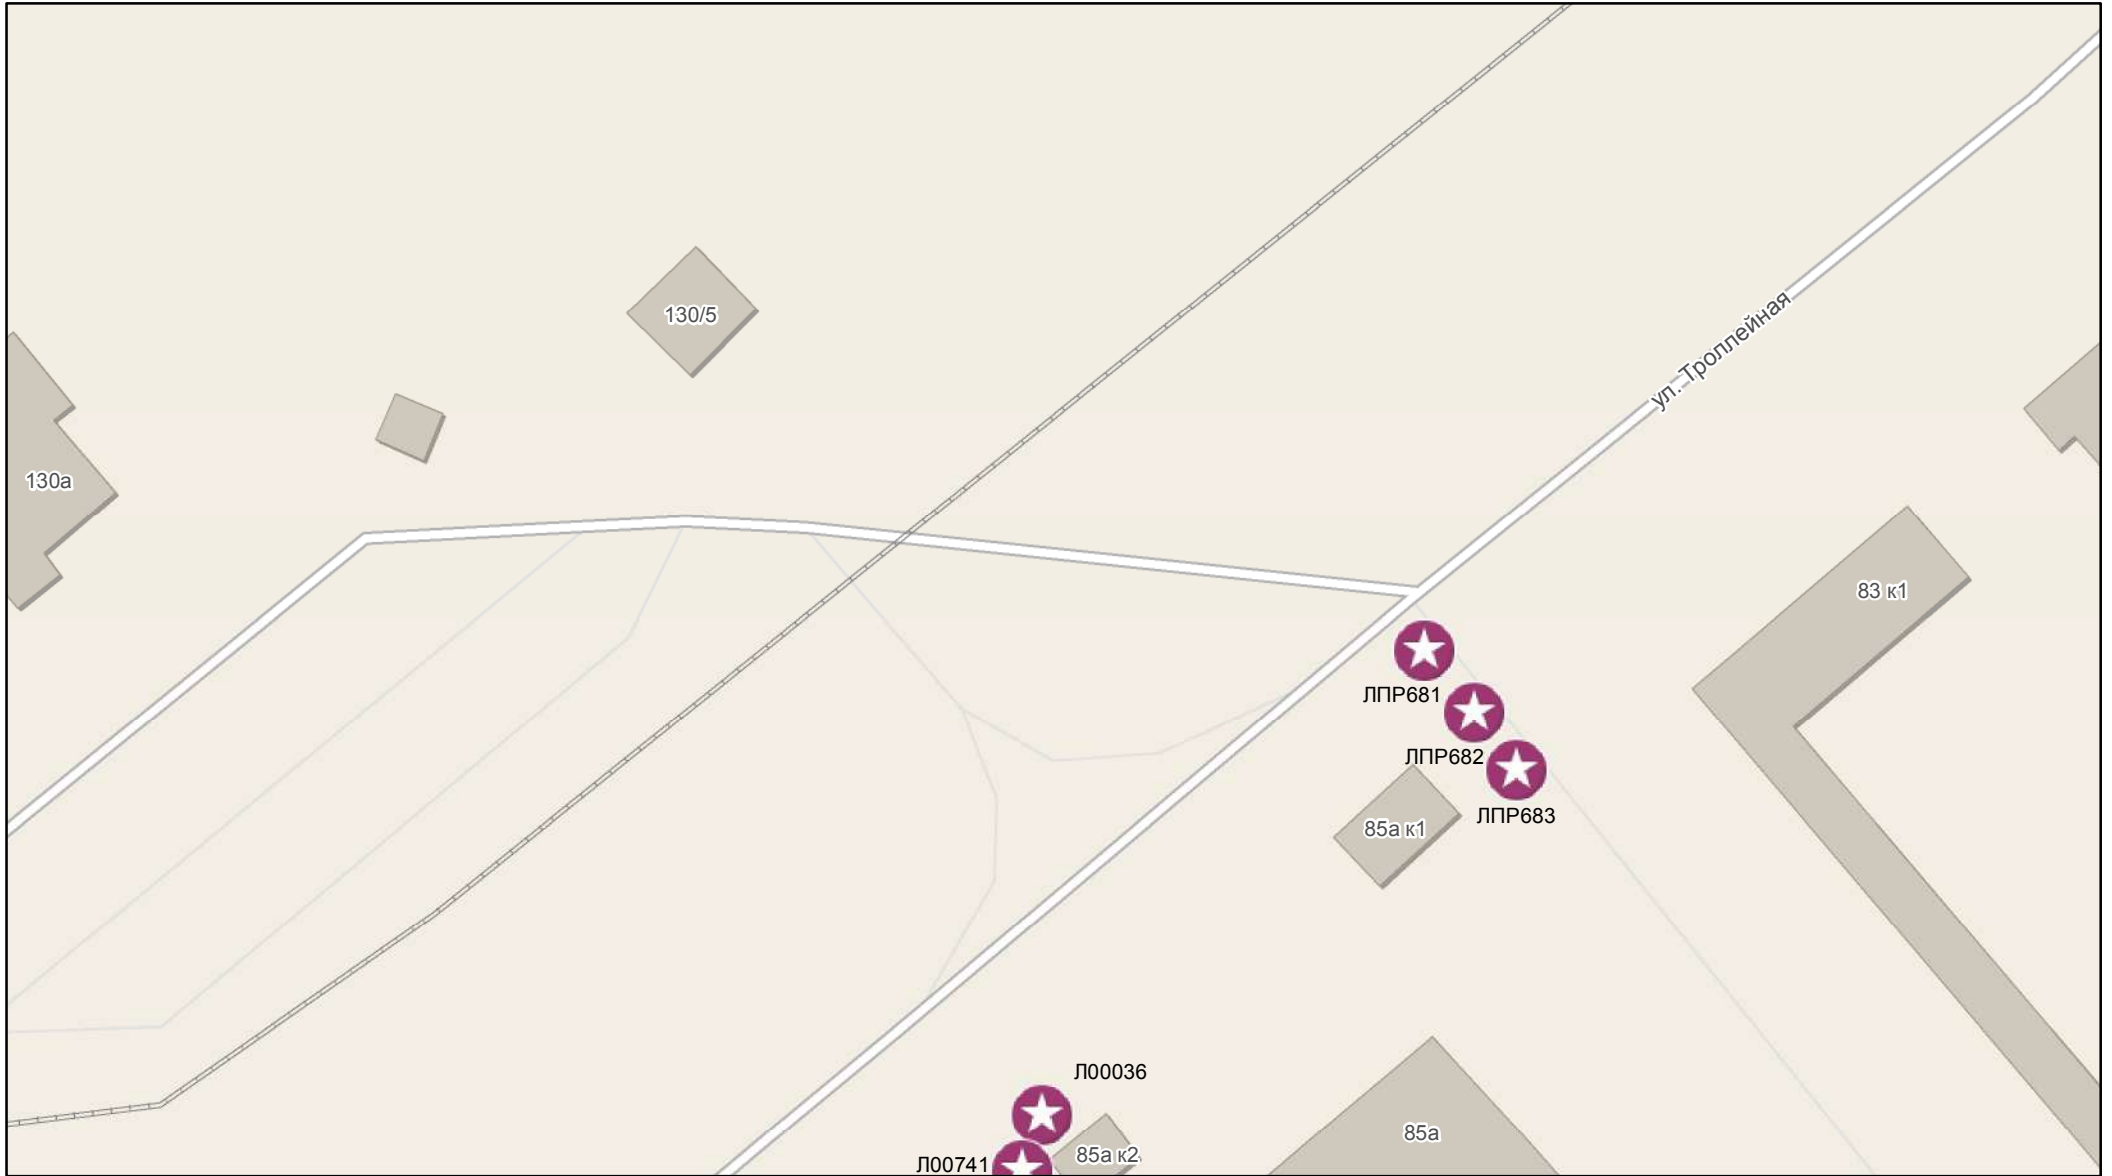 ул. Троллейная
130/5
130а
83 к1
ЛПР681
ЛПР682
ЛПР683
85а к1
Л00036
85а
85а к2
Л00741